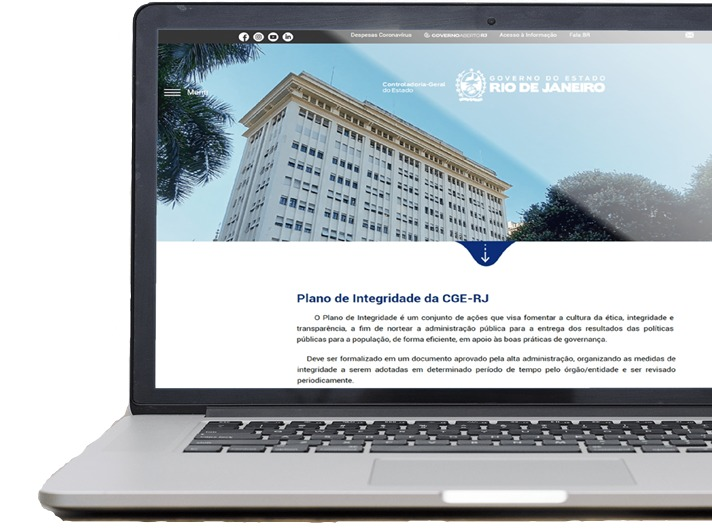 Despesas Coronavírus GOVERNOABERTORJ Acesso à Informação Fala.BR
Menu
Controladoria-Geral
do Estado
GOVERNO DO ESTADO
RIO DE JANEIRO
Plano de Integridade da CGE-RJ
O Plano de Integridade é um conjunto de ações que visa fomentar a cultura da ética, integridade e
transparência, a fim de nortear a administração pública para a entrega dos resultados das políticas
públicas para a população, de forma eficiente, em apoio às boas práticas de governança.
Deve ser formalizado em um documento aprovado pela alta administração, organizando as medidas de
integridade a serem adotadas em determinado período de tempo pelo órgão/entidade e ser revisado
periodicamente.